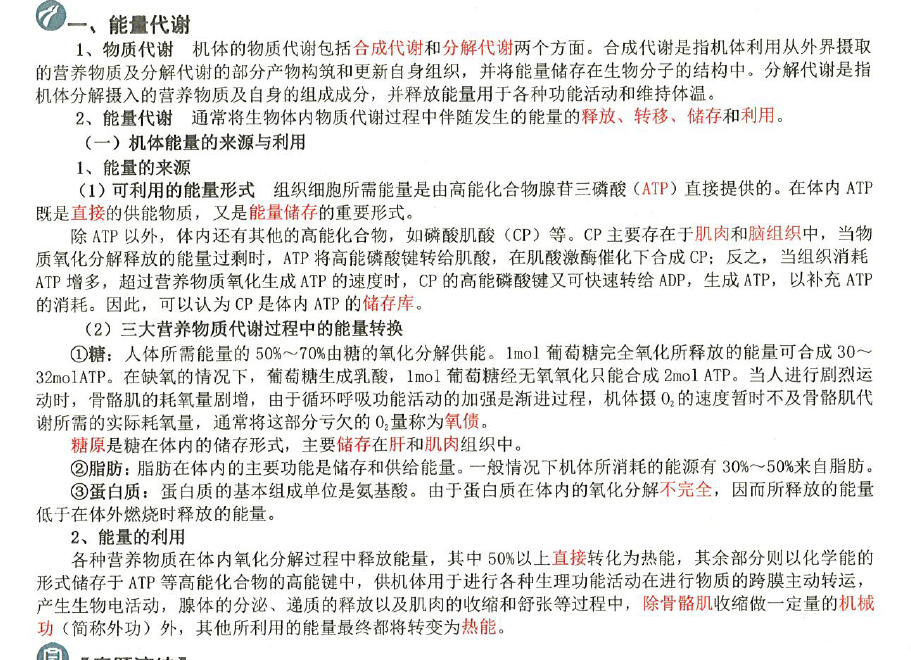 一、能量代谢
1、物质代谢 机体的物质代谢包括合成代谢和分解代谢两个方面。合成代谢是指机体利用从外界摄取
的营养物质及分解代谢的部分产物构筑和更新自身组织，并将能量储存在生物分子的结构中。分解代谢是指
机体分解摄入的营养物质及自身的组成成分，并释放能量用于各种功能活动和维持体温。
2、能量代谢 通常将生物体内物质代谢过程中伴随发生的能量的释放、转移、储存和利用。
（一）机体能量的来源与利用
1、能量的来源
（1）可利用的能量形式 组织细胞所需能量是由高能化合物腺苷三磷酸（ATP）直接提供的。在体内 ATP
既是直接的供能物质，又是能量储存的重要形式。
除 ATP 以外，体内还有其他的高能化合物，如磷酸肌酸（CP）等。CP 主要存在于肌肉和脑组织中，当物
质氧化分解释放的能量过剩时，ATP 将高能磷酸键转给肌酸，在肌酸激酶催化下合成 CP；反之，当组织消耗
ATP 增多，超过营养物质氧化生成 ATP 的速度时，CP 的高能磷酸键又可快速转给 ADP，生成 ATP，以补充 ATP
的消耗。因此，可以认为 CP 是体内 ATP 的储存库。
（2）三大营养物质代谢过程中的能量转换
①糖：人体所需能量的 50%～70%由糖的氧化分解供能。1mol 葡萄糖完全氧化所释放的能量可合成 30～
32molATP。在缺氧的情况下，葡萄糖生成乳酸，1mol 葡萄糖经无氧氧化只能合成 2mol ATP。当人进行剧烈运
动时，骨骼肌的耗氧量剧增，由于循环呼吸功能活动的加强是渐进过程，机体摄 O₂的速度暂时不及骨骼肌代
谢所需的实际耗氧量，通常将这部分亏欠的 O₂量称为氧债。
糖原是糖在体内的储存形式，主要储存在肝和肌肉组织中。
②脂肪：脂肪在体内的主要功能是储存和供给能量。一般情况下机体所消耗的能源有 30%～50%来自脂肪。
③蛋白质：蛋白质的基本组成单位是氨基酸。由于蛋白质在体内的氧化分解不完全，因而所释放的能量
低于在体外燃烧时释放的能量。
2、能量的利用
各种营养物质在体内氧化分解过程中释放能量，其中 50%以上直接转化为热能，其余部分则以化学能的
形式储存于 ATP 等高能化合物的高能键中，供机体用于进行各种生理功能活动在进行物质的跨膜主动转运，
产生生物电活动，腺体的分泌、递质的释放以及肌肉的收缩和舒张等过程中，除骨骼肌收缩做一定量的机械
功（简称外功）外，其他所利用的能量最终都将转变为热能。